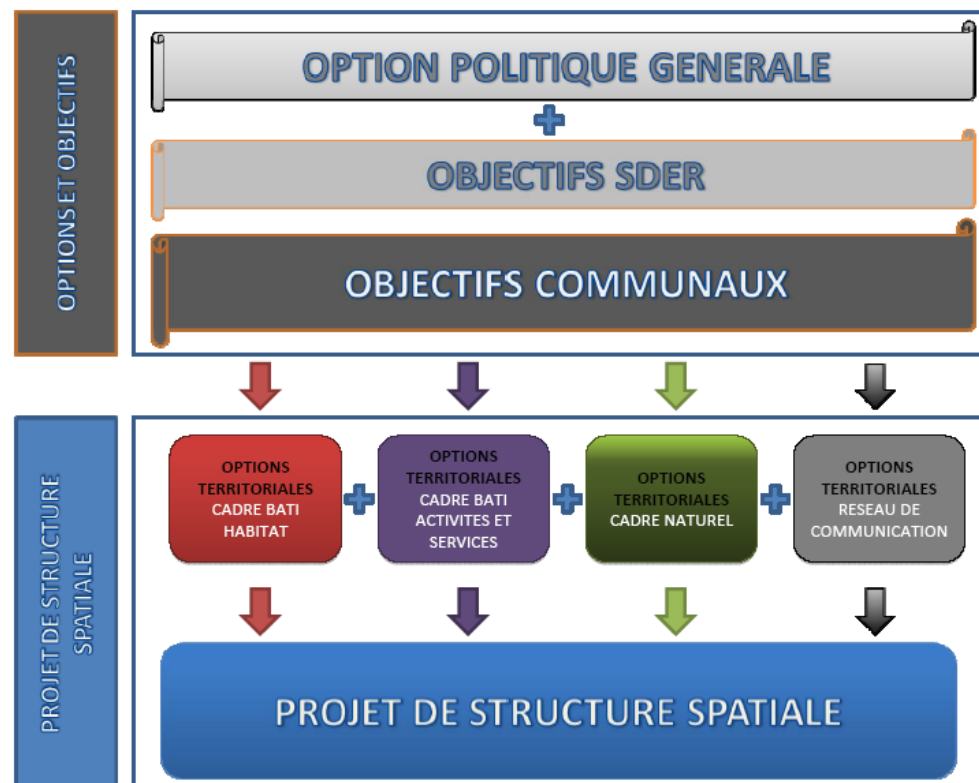 OPTIONS ET OBJECTIFS
OPTION POLITIQUE GENERALE
OBJECTIFS SDER
OBJECTIFS COMMUNAUX
PROJET DE STRUCTURE
SPATIALE
OPTIONS
TERRITORIALES
CADRE BATI
HABITAT
OPTIONS
TERRITORIALES
CADRE BATI
ACTIVITES ET
SERVICES
OPTIONS
TERRITORIALES
CADRE NATUREL
OPTIONS
TERRITORIALES
RESEAU DE
COMMUNICATION
PROJET DE STRUCTURE SPATIALE